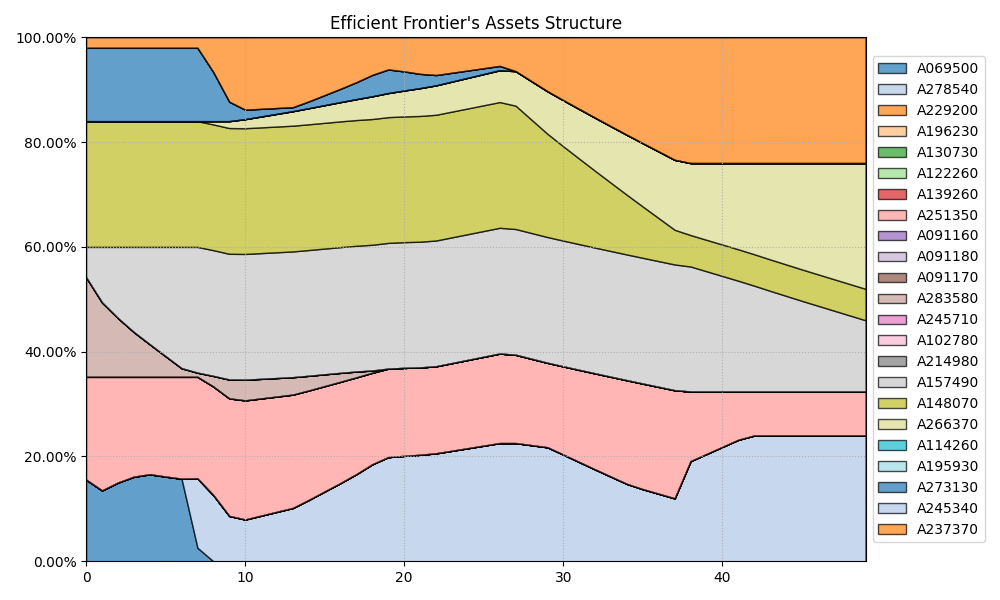 Efficient Frontier's Assets Structure
100.00%
80.00%
60.00%
40.00%
20.00%
0.00%
0
10
20
30
40
A069500
A278540
A229200
A196230
A130730
A122260
A139260
A251350
A091160
A091180
A091170
A283580
A245710
A102780
A214980
A157490
A148070
A266370
A114260
A195930
A273130
A245340
A237370